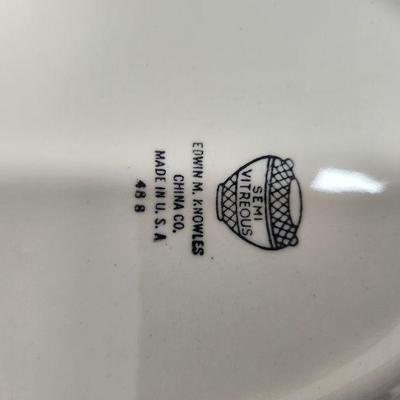 SEMI
VITREOUS
EDWIN M. KNOWLES
CHINA CO.
MADE IN U.S.A
48 8